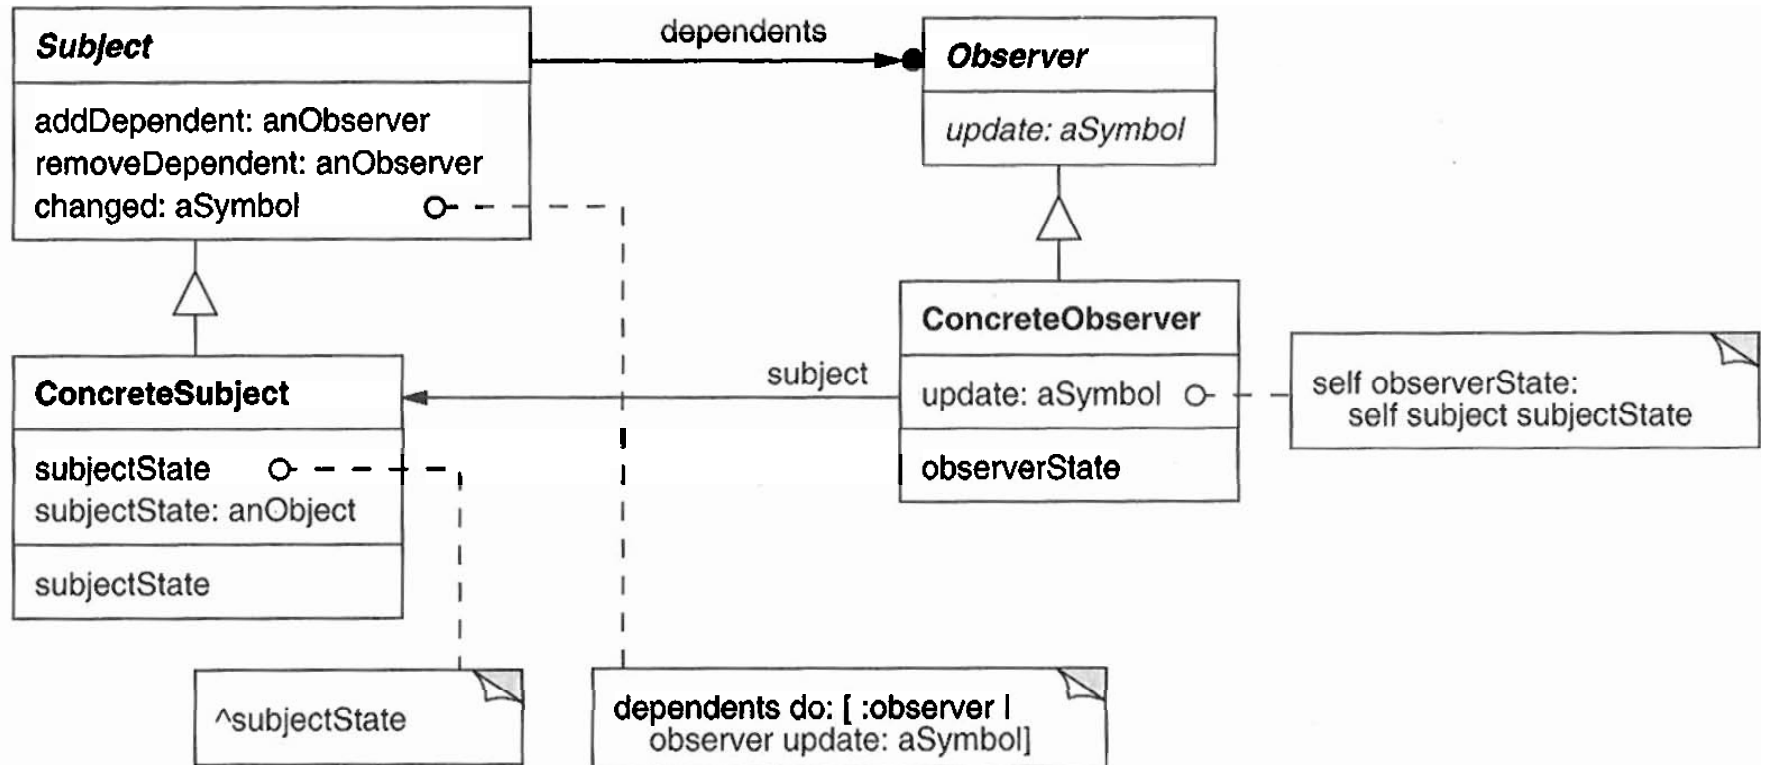 Subject
addDependent: anObserver
removeDependent: anObserver
changed: aSymbol
dependents
Observer
update: aSymbol
ConcreteSubject
subjectState
subjectState: anObject
subjectState
subject
ConcreteObserver
update: aSymbol
observerState
self observerState:
self subject subjectState
^subjectState
dependents do: [ :observer |
observer update: aSymbol]